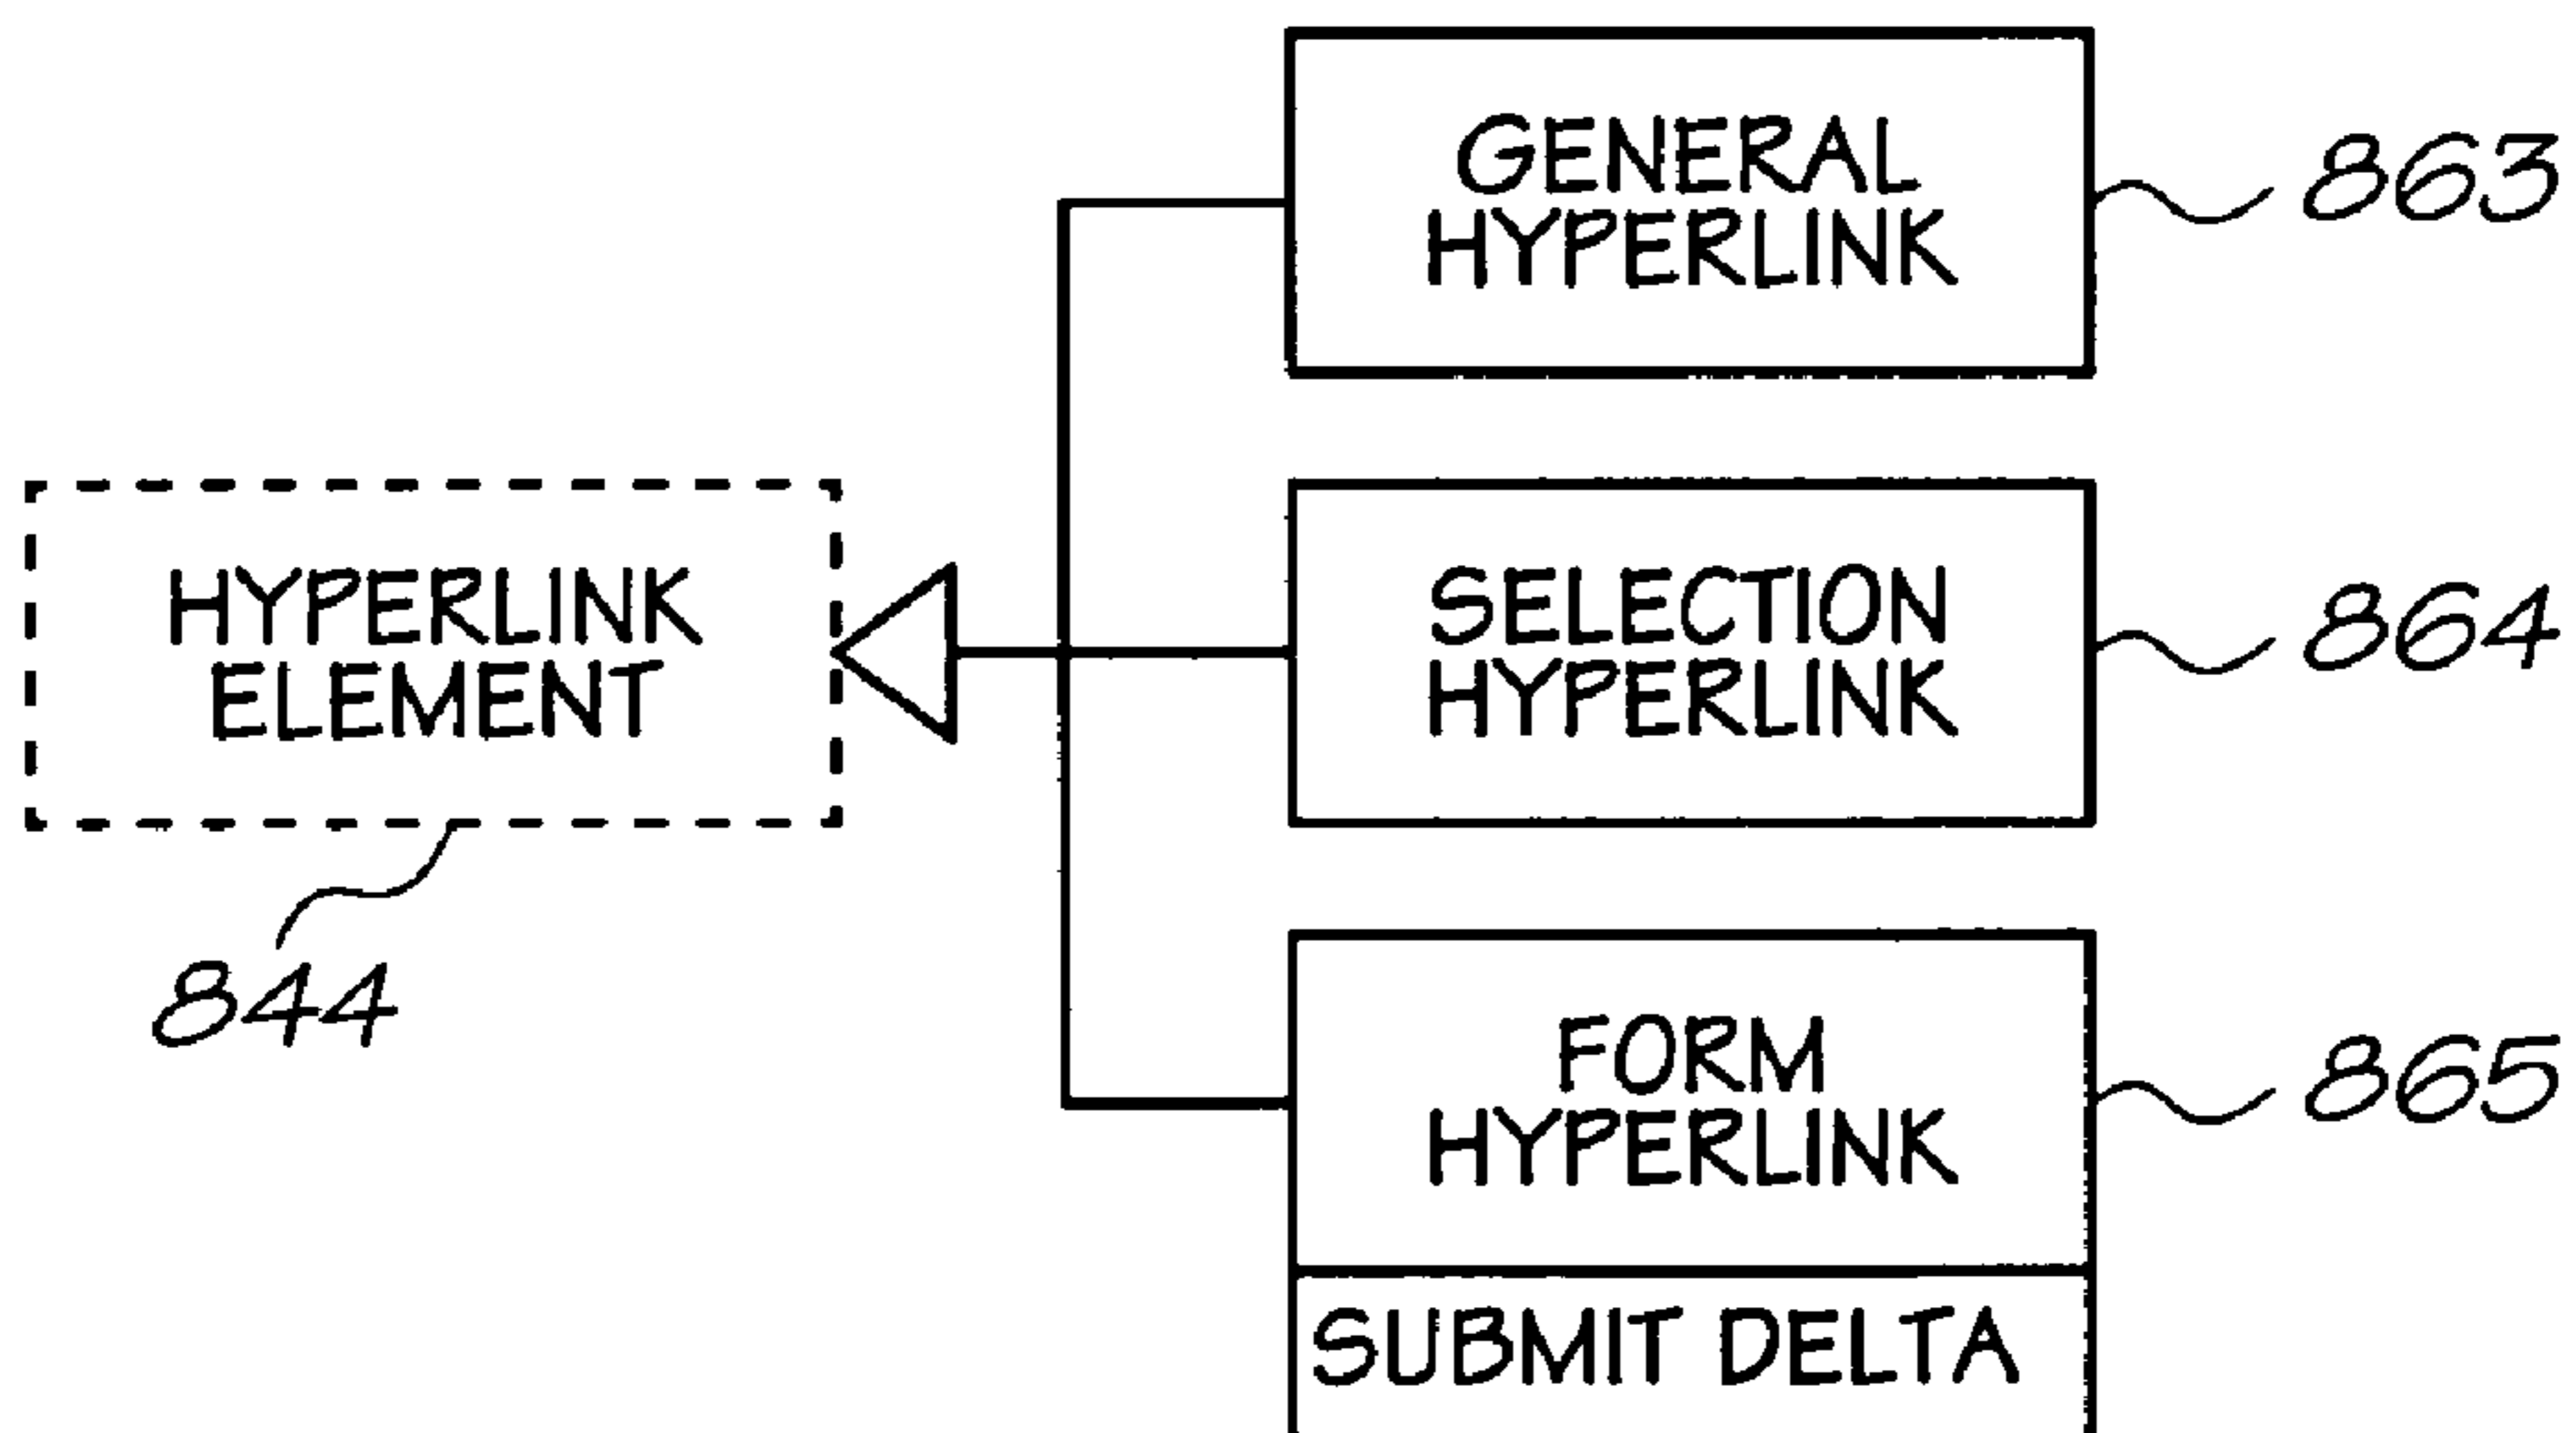 GENERAL
HYPERLINK
863
HYPERLINK
ELEMENT
844
SELECTION
HYPERLINK
864
FORM
HYPERLINK
865
SUBMIT DELTA